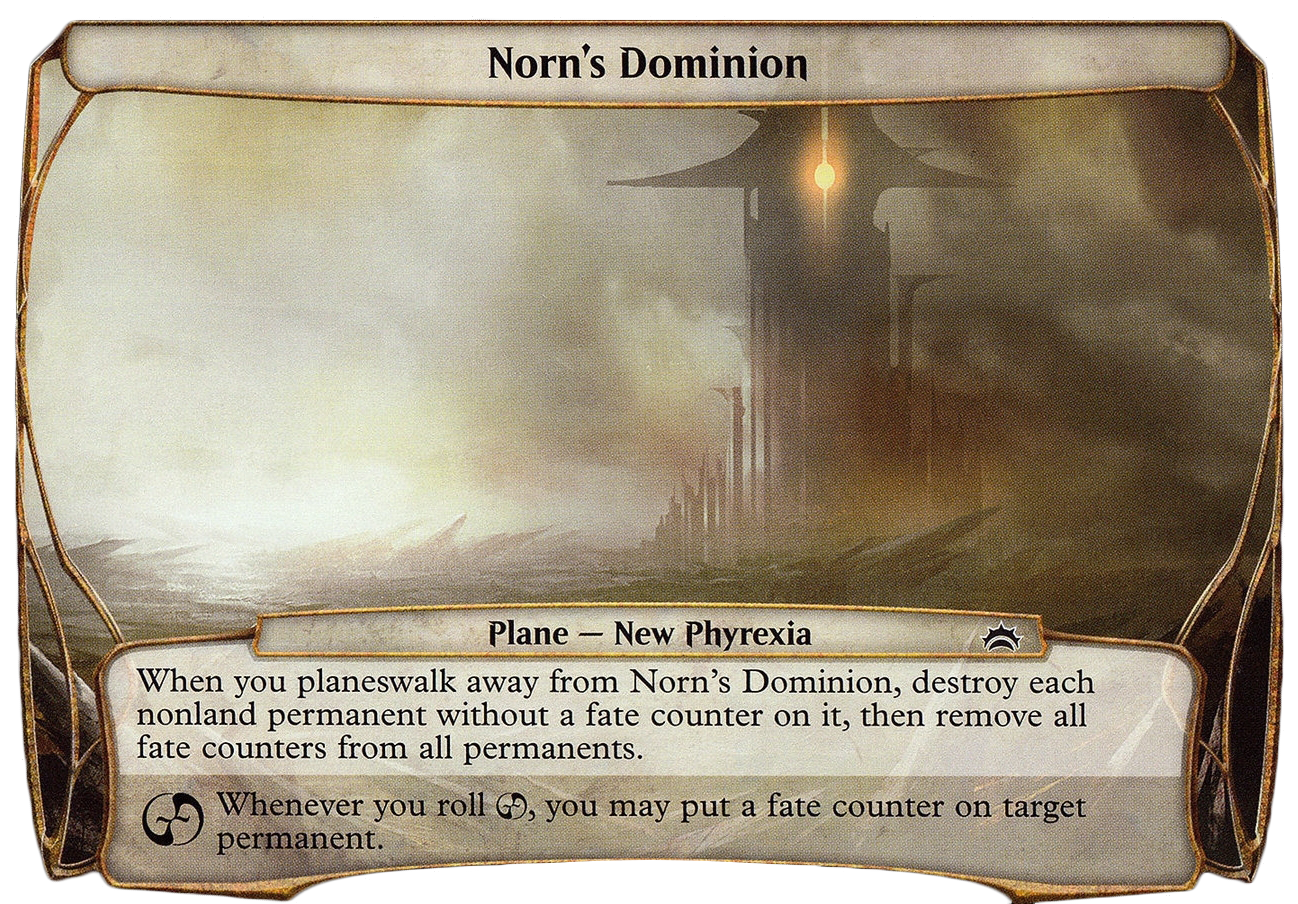 Norn's Dominion
Plane — New Phyrexia
When you planeswalk away from Norn's Dominion, destroy each
nonland permanent without a fate counter on it, then remove all
fate counters from all permanents.
Whenever you roll , you may put a fate counter on target
permanent.